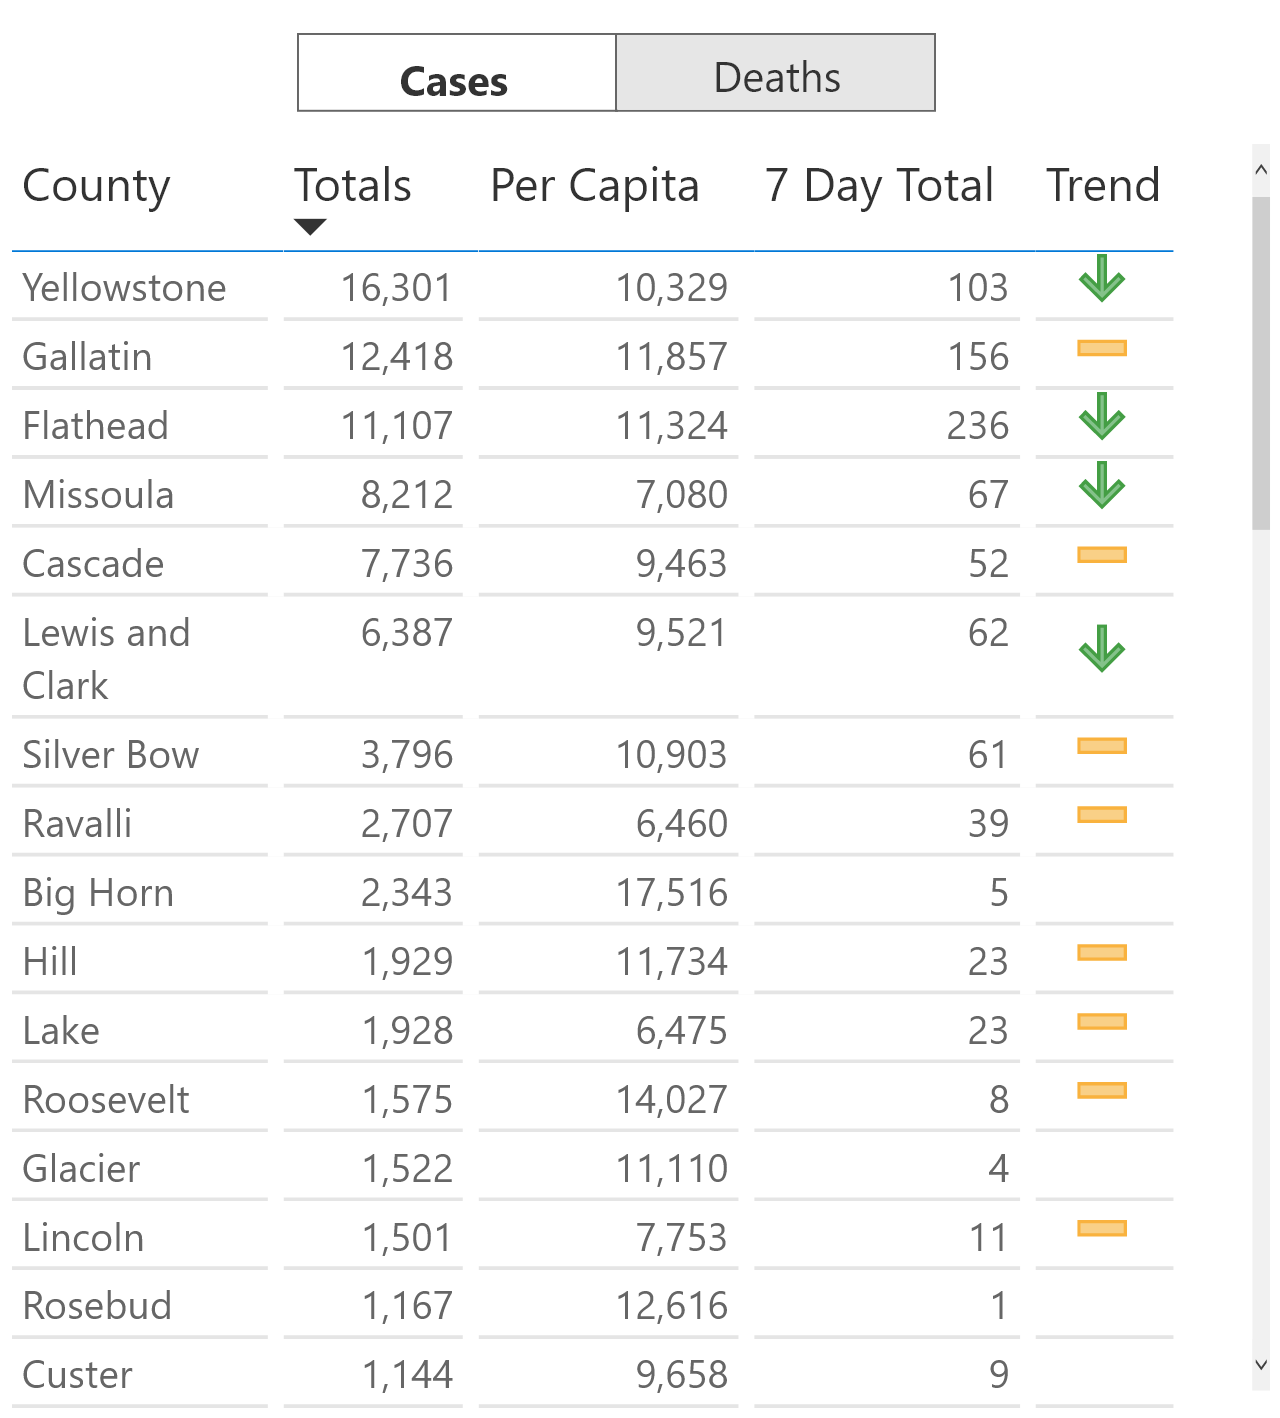 Cases Deaths
County Totals Per Capita 7 Day Total Trend
Yellowstone 16,301 10,329 103
Gallatin 12,418 11,857 156
Flathead 11,107 11,324 236
Missoula 8,212 7,080 67
Cascade 7,736 9,463 52
Lewis and 6,387 9,521 62
Clark
Silver Bow 3,796 10,903 61
Ravalli 2,707 6,460 39
Big Horn 2,343 17,516 5
Hill 1,929 11,734 23
Lake 1,928 6,475 23
Roosevelt 1,575 14,027 8
Glacier 1,522 11,110 4
Lincoln 1,501 7,753 11
Rosebud 1,167 12,616 1
Custer 1,144 9,658 9